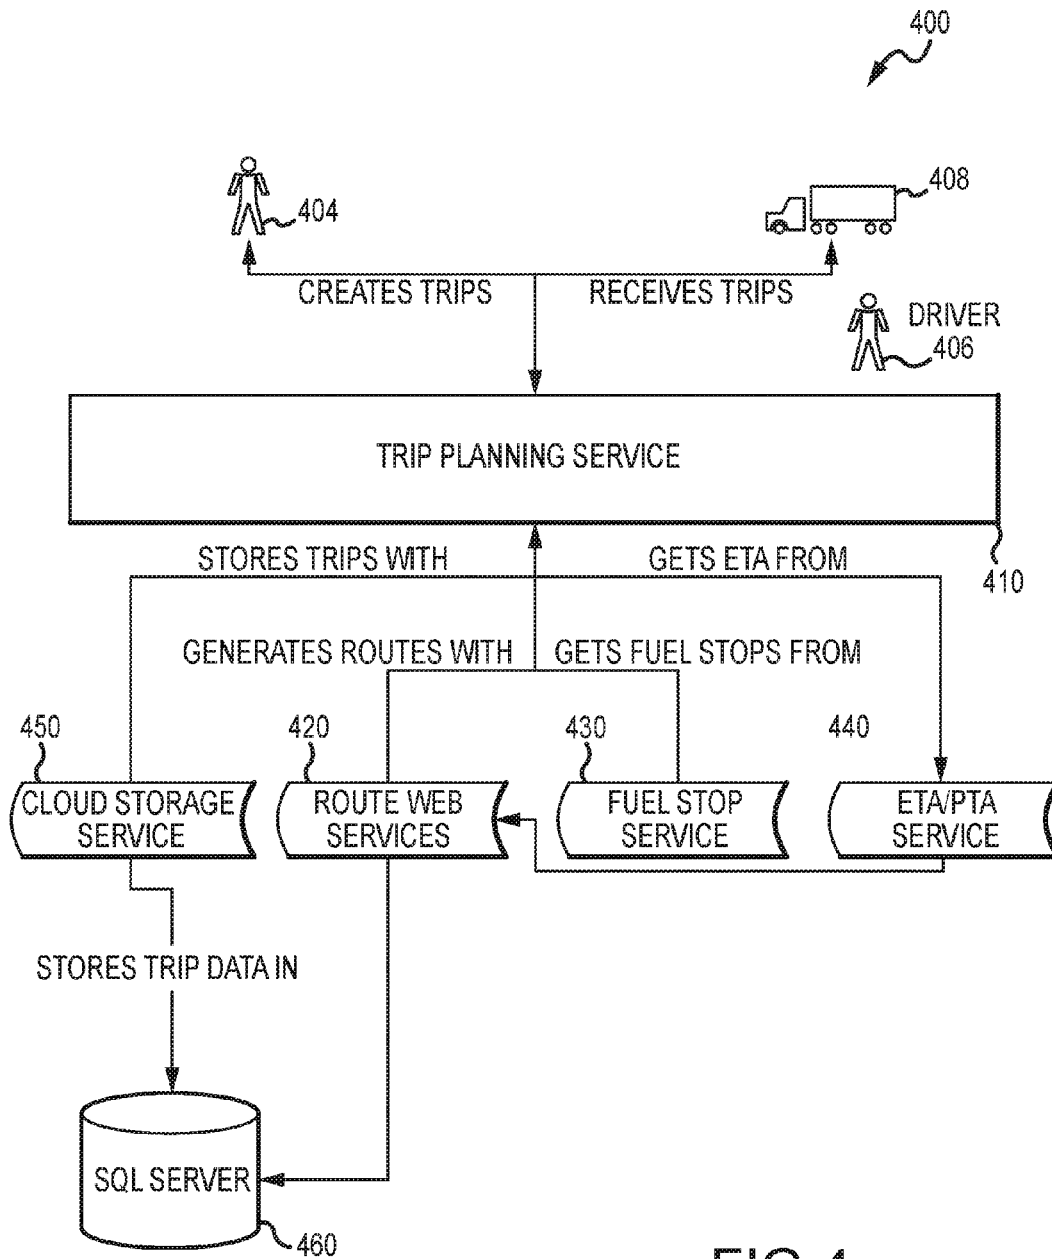 400
404
408
CREATES TRIPS
RECEIVES TRIPS
DRIVER
406
TRIP PLANNING SERVICE
410
STORES TRIPS WITH
GETS ETA FROM
GENERATES ROUTES WITH
GETS FUEL STOPS FROM
450
420
430
440
CLOUD STORAGE
SERVICE
ROUTE WEB
SERVICES
FUEL STOP
SERVICE
ETA/PTA
SERVICE
STORES TRIP DATA IN
SQL SERVER
460